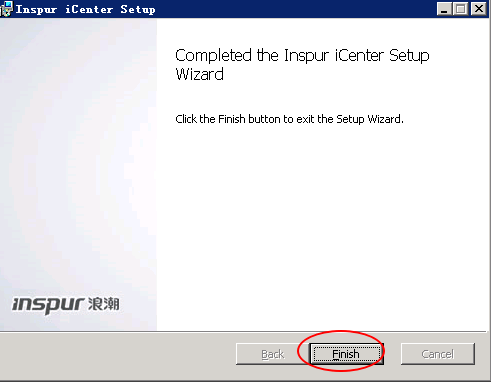 Inspur iCenter Setup
Completed the Inspur iCenter Setup
Wizard
Click the Finish button to exit the Setup Wizard.
inspur 浪潮
Back
Finish
Cancel